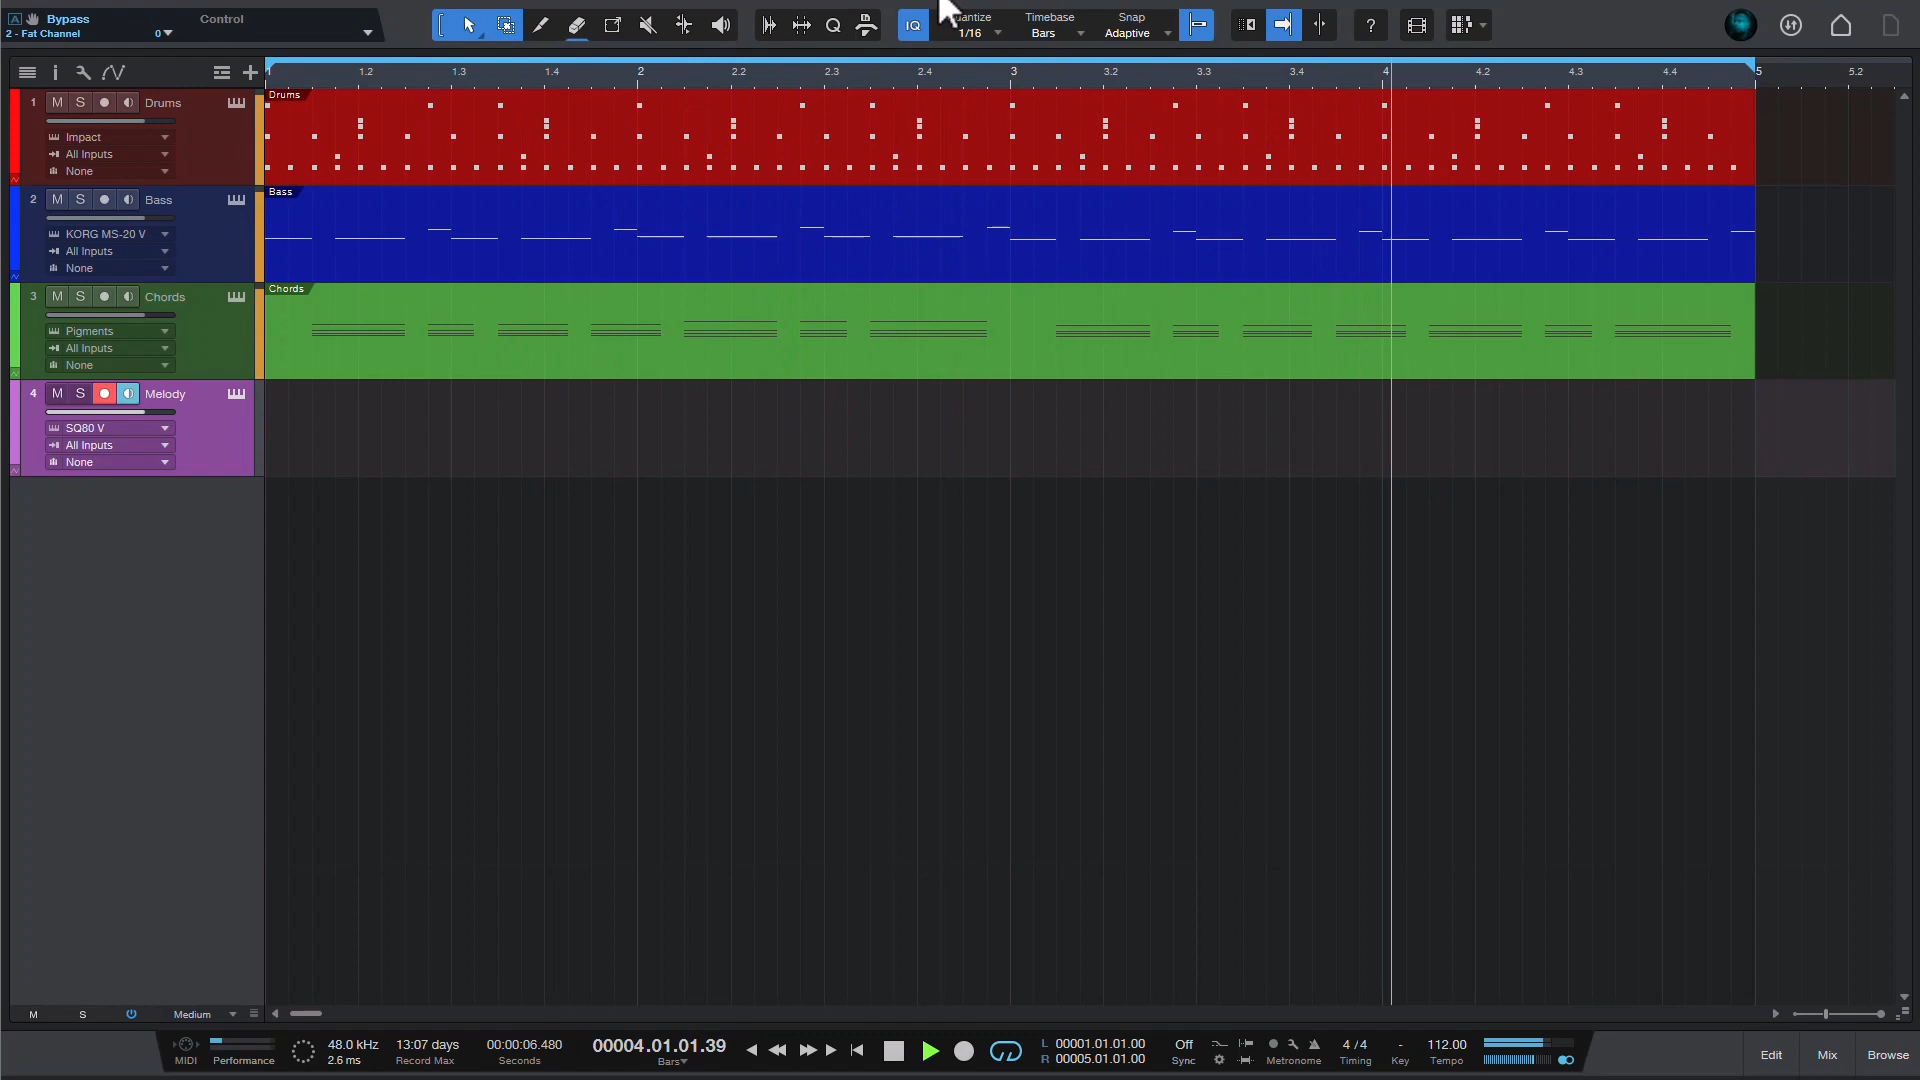 A Bypass Control
2 - Fat Channel 0
IQ uantize Timebase Snap
1/16 Bars Adaptive
?
1 1.2 1.3 1.4 2 2.2 2.3 2.4 3 3.2 3.3 3.4 4 4.2 4.3 4.4 5 5.2
1 M S Drums
Impact
All Inputs
None
Drums
2 M S Bass
KORG MS-20 V
All Inputs
None
Bass
3 M S Chords
Pigments
All Inputs
None
Chords
4 M S Melody
SQ80 V
All Inputs
None
M S Medium
MIDI Performance
48.0 kHz
2.6 ms
13:07 days
Record Max
00:00:06.480
Seconds
00004.01.01.39
Bars
L 00001.01.01.00
R 00005.01.01.00
Off
Sync
Metronome
4 / 4
Timing
-
Key
112.00
Tempo
Edit Mix Browse